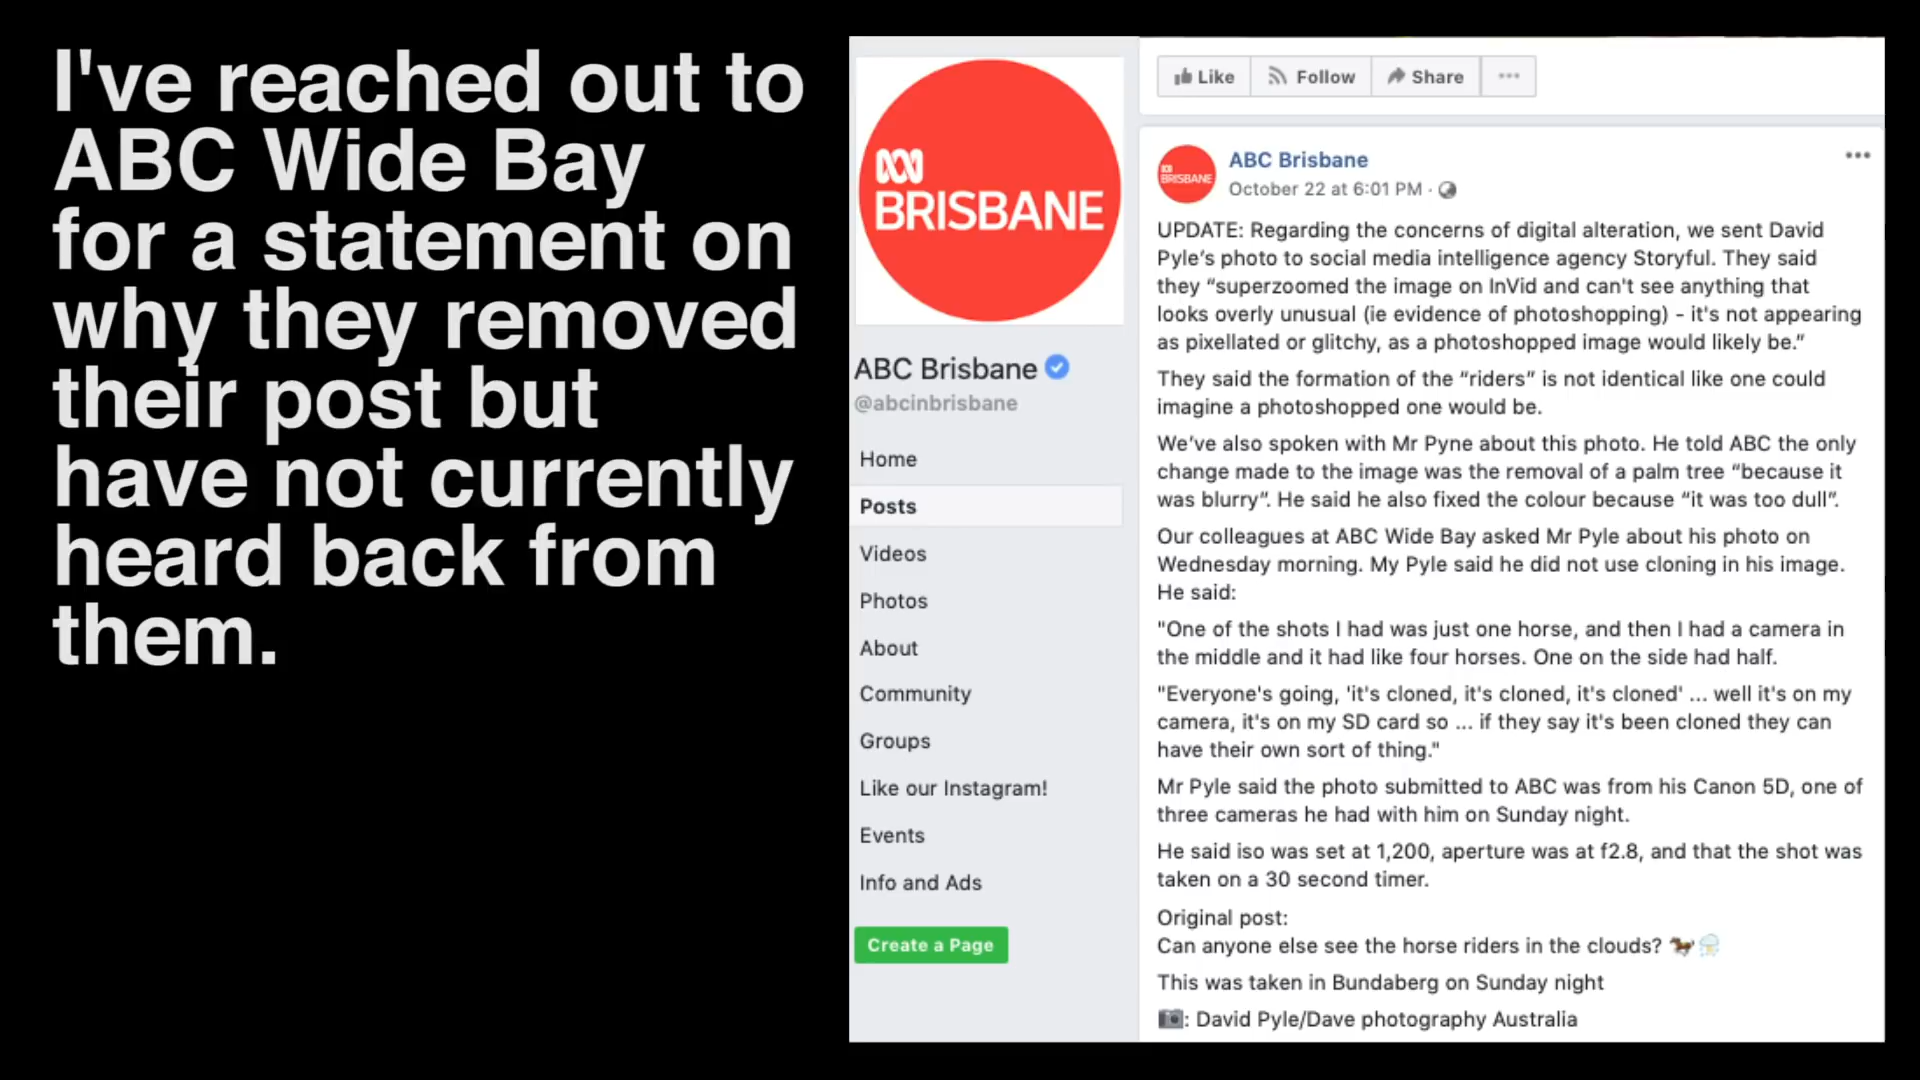 I've reached out to
ABC Wide Bay
for a statement on
why they removed
their post but
have not currently
heard back from
them.
ABC
BRISBANE
ABC Brisbane
@abcinbrisbane
Home
Posts
Videos
Photos
About
Community
Groups
Like our Instagram!
Events
Info and Ads
Create a Page
Like
Follow
Share
BRISBANE
ABC Brisbane
October 22 at 6:01 PM ·
UPDATE: Regarding the concerns of digital alteration, we sent David
Pyle’s photo to social media intelligence agency Storyful. They said
they “superzoomed the image on InVid and can't see anything that
looks overly unusual (ie evidence of photoshopping) - it's not appearing
as pixellated or glitchy, as a photoshopped image would likely be.”
They said the formation of the “riders” is not identical like one could
imagine a photoshopped one would be.
We’ve also spoken with Mr Pyne about this photo. He told ABC the only
change made to the image was the removal of a palm tree “because it
was blurry”. He said he also fixed the colour because “it was too dull”.
Our colleagues at ABC Wide Bay asked Mr Pyle about his photo on
Wednesday morning. My Pyle said he did not use cloning in his image.
He said:
"One of the shots I had was just one horse, and then I had a camera in
the middle and it had like four horses. One on the side had half.
"Everyone's going, 'it's cloned, it's cloned, it's cloned' ... well it's on my
camera, it's on my SD card so ... if they say it's been cloned they can
have their own sort of thing."
Mr Pyle said the photo submitted to ABC was from his Canon 5D, one of
three cameras he had with him on Sunday night.
He said iso was set at 1,200, aperture was at f2.8, and that the shot was
taken on a 30 second timer.
Original post:
Can anyone else see the horse riders in the clouds? 🐎🌩
This was taken in Bundaberg on Sunday night
📷: David Pyle/Dave photography Australia